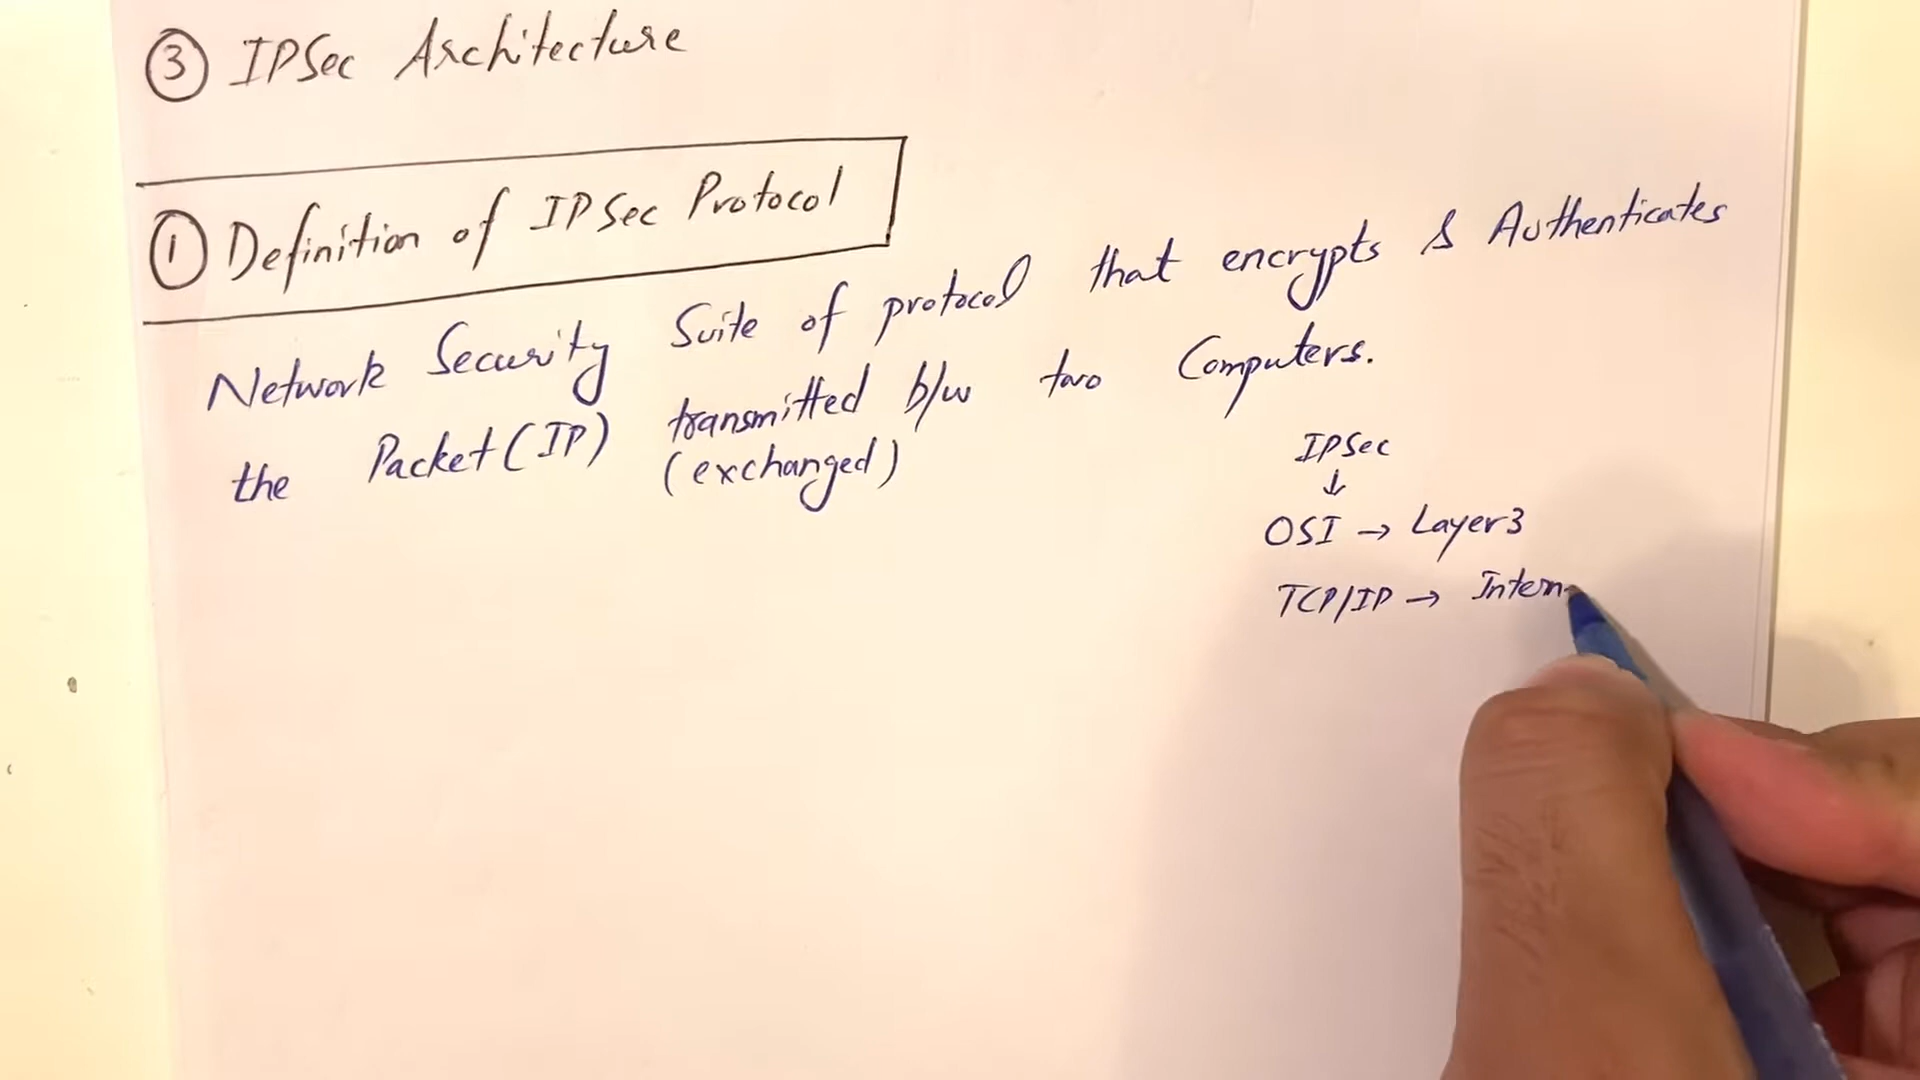 ③ IPSec Architecture
① Definition of IPSec Protocol
Network Security Suite of protocol that encrypts & Authenticates
the Packet (IP) transmitted b/w two Computers.
(exchanged)
IPSec
↓
OSI → Layer3
TCP/IP → Intern